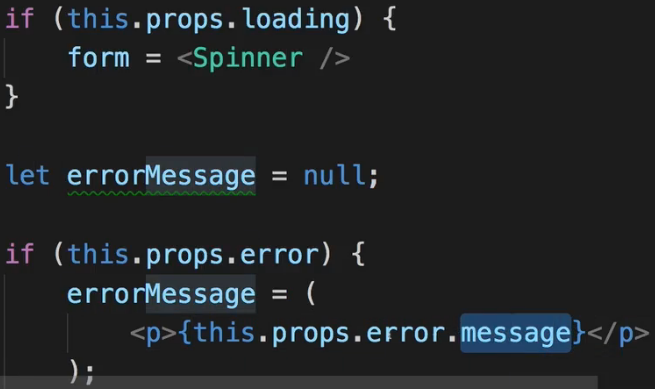 if (this.props.loading) {
form = <Spinner />
}
let errorMessage = null;
if (this.props.error) {
errorMessage = (
<p>{this.props.error.message}</p>
);